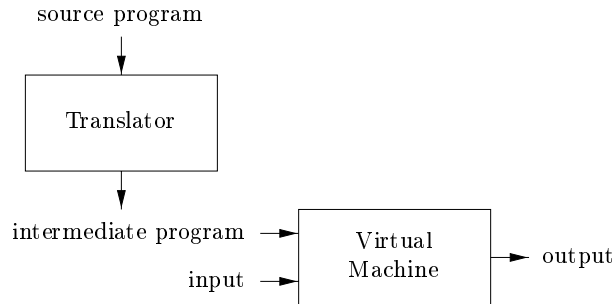 source program
Translator
intermediate program
input
Virtual
Machine
output